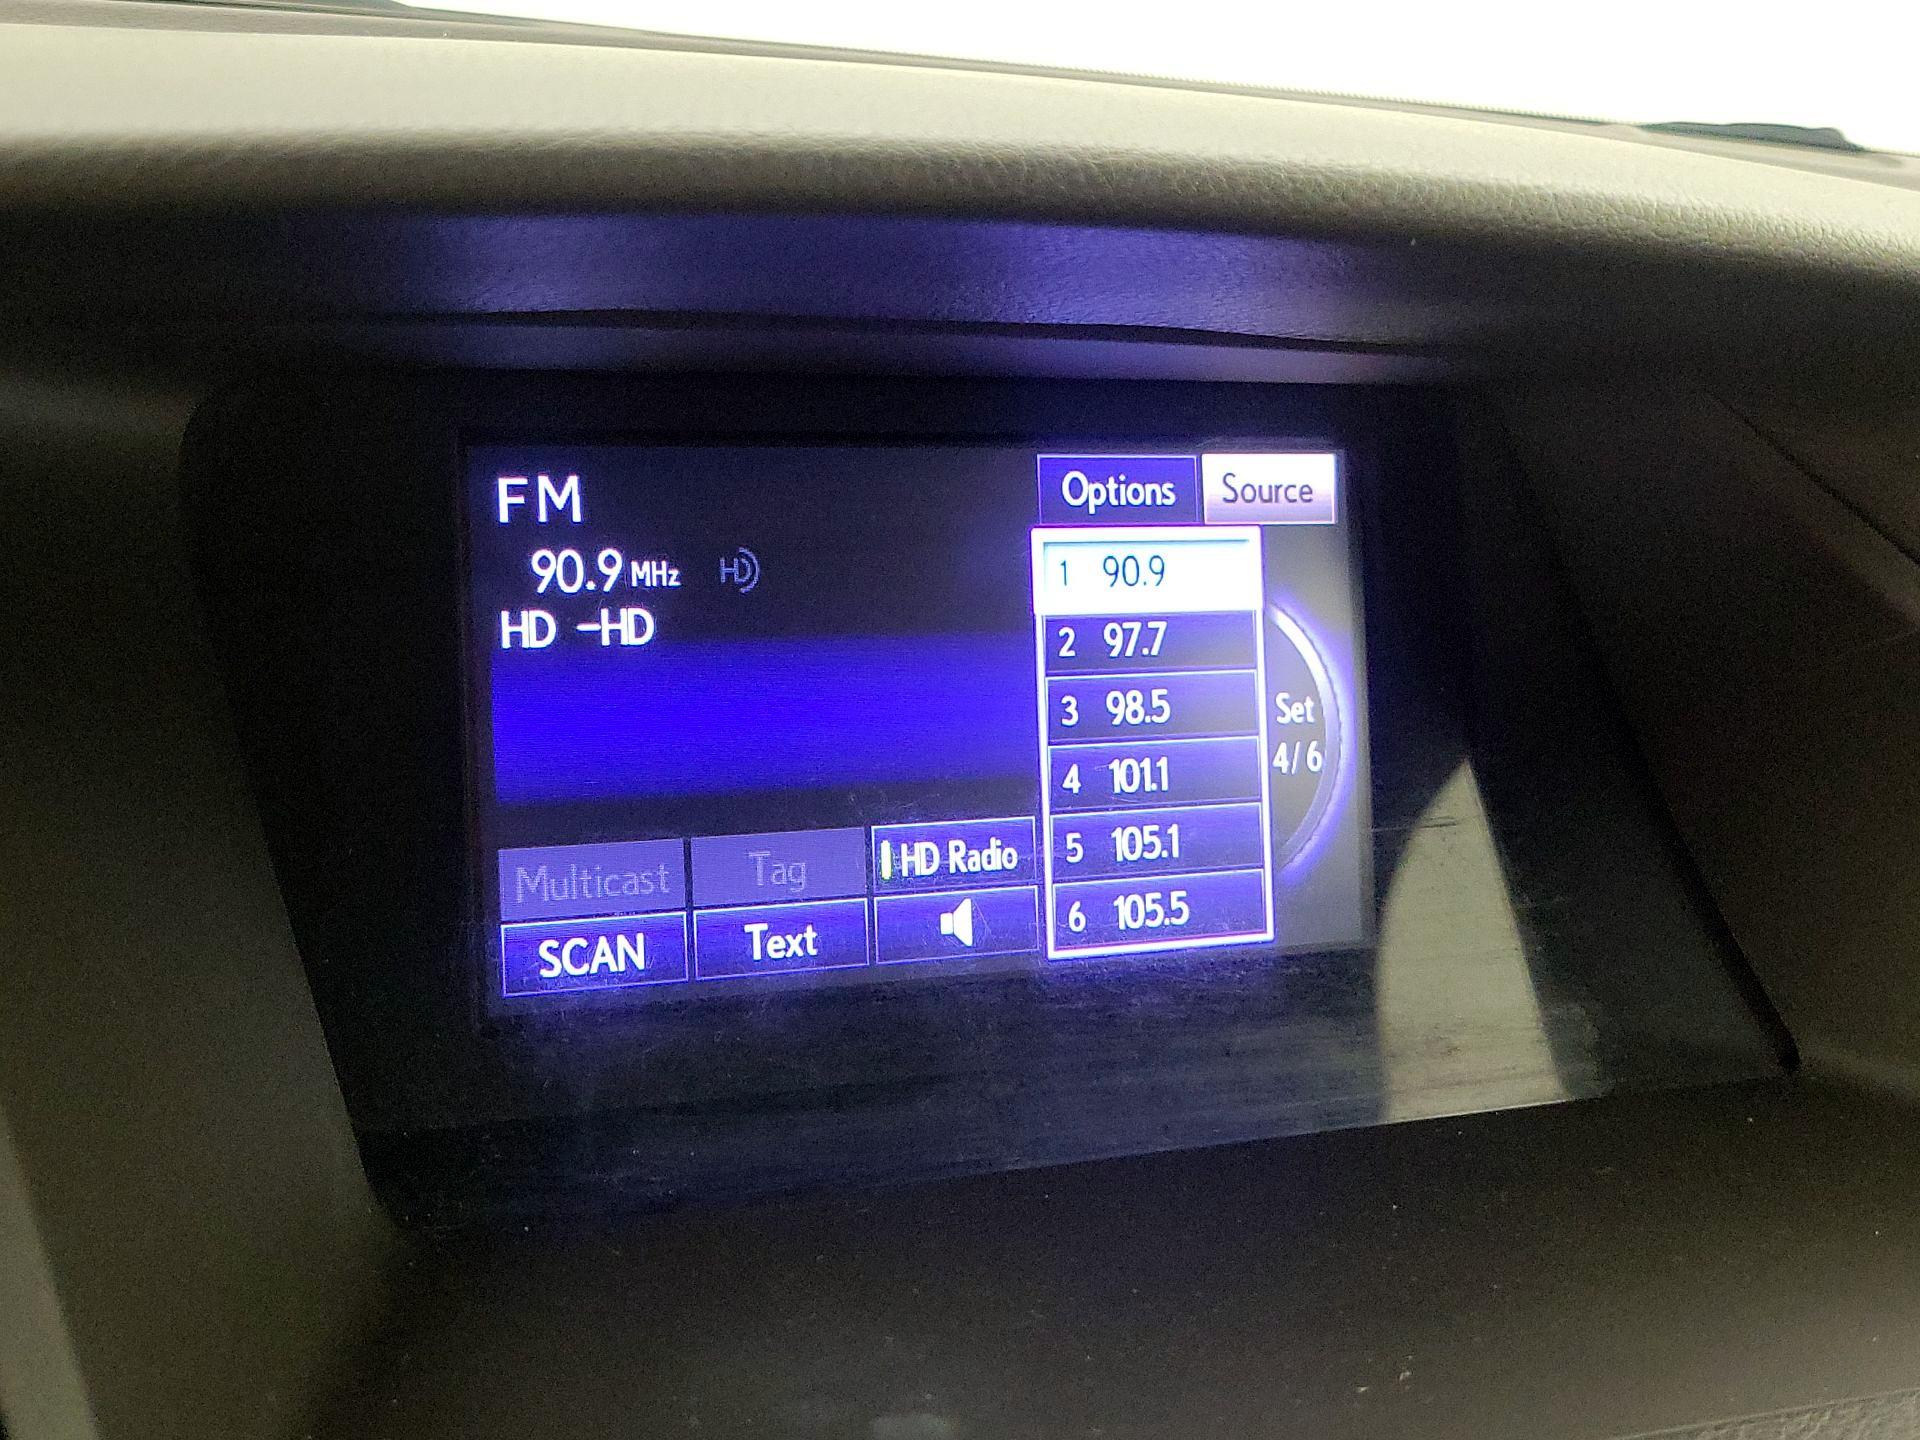 FM
Options
Source
90.9 MHz HD
HD -HD
1 90.9
2 97.7
3 98.5
4 101.1
5 105.1
6 105.5
Set
4/6
Multicast
Tag
HD Radio
SCAN
Text